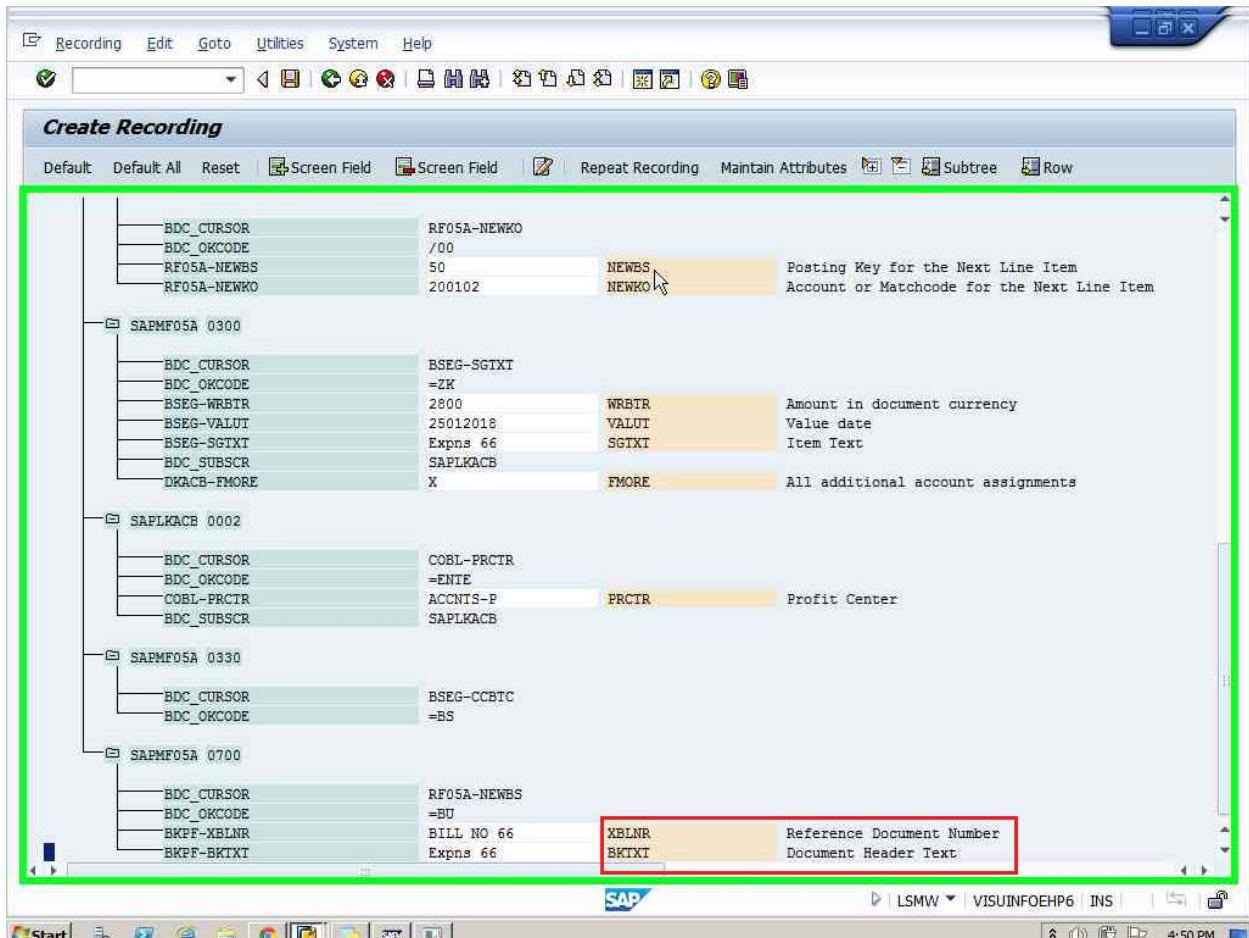 Recording Edit Goto Utilities System Help
Create Recording
Default Default All Reset Screen Field Screen Field Repeat Recording Maintain Attributes Subtree Row
BDC_CURSOR RF05A-NEWKO
BDC_OKCODE /00
RF05A-NEWBS 50 NEWBS Posting Key for the Next Line Item
RF05A-NEWKO 200102 NEWKO Account or Matchcode for the Next Line Item
SAPMF05A 0300
BDC_CURSOR BSEG-SGTXT
BDC_OKCODE =ZK
BSEG-WRBTR 2800 WRBTR Amount in document currency
BSEG-VALUT 25012018 VALUT Value date
BSEG-SGTXT Expns 66 SGTXT Item Text
BDC_SUBSCR SAPLKACB
DKACB-FMORE X FMORE All additional account assignments
SAPLKACB 0002
BDC_CURSOR COBL-PRCTR
BDC_OKCODE =ENTE
COBL-PRCTR ACCNTS-P PRCTR Profit Center
BDC_SUBSCR SAPLKACB
SAPMF05A 0330
BDC_CURSOR BSEG-CCBTC
BDC_OKCODE =BS
SAPMF05A 0700
BDC_CURSOR RF05A-NEWBS
BDC_OKCODE =BU
BKPF-XBLNR BILL NO 66 XBLNR Reference Document Number
BKPF-BKTXT Expns 66 BKTXT Document Header Text
SAP LSMW VISUINFOEHP6 INS
Start 4:50 PM